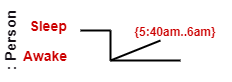 : Person
Sleep
{5:40am..6am}
Awake